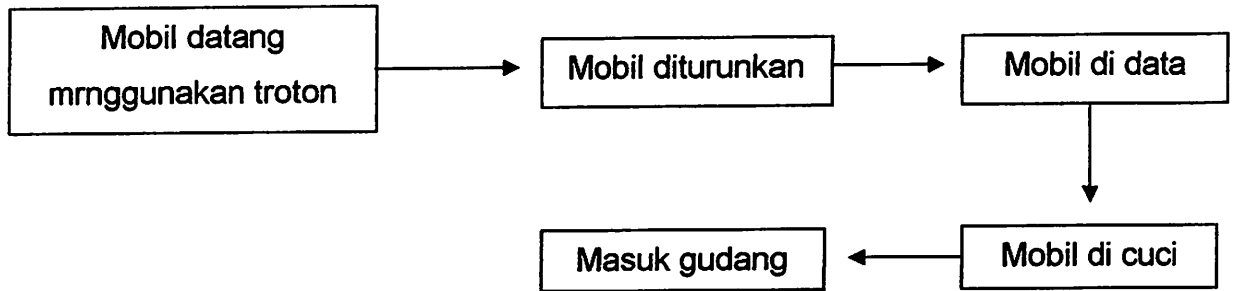 Mobil datang
mrnggunakan troton
Mobil diturunkan
Mobil di data
Mobil di cuci
Masuk gudang